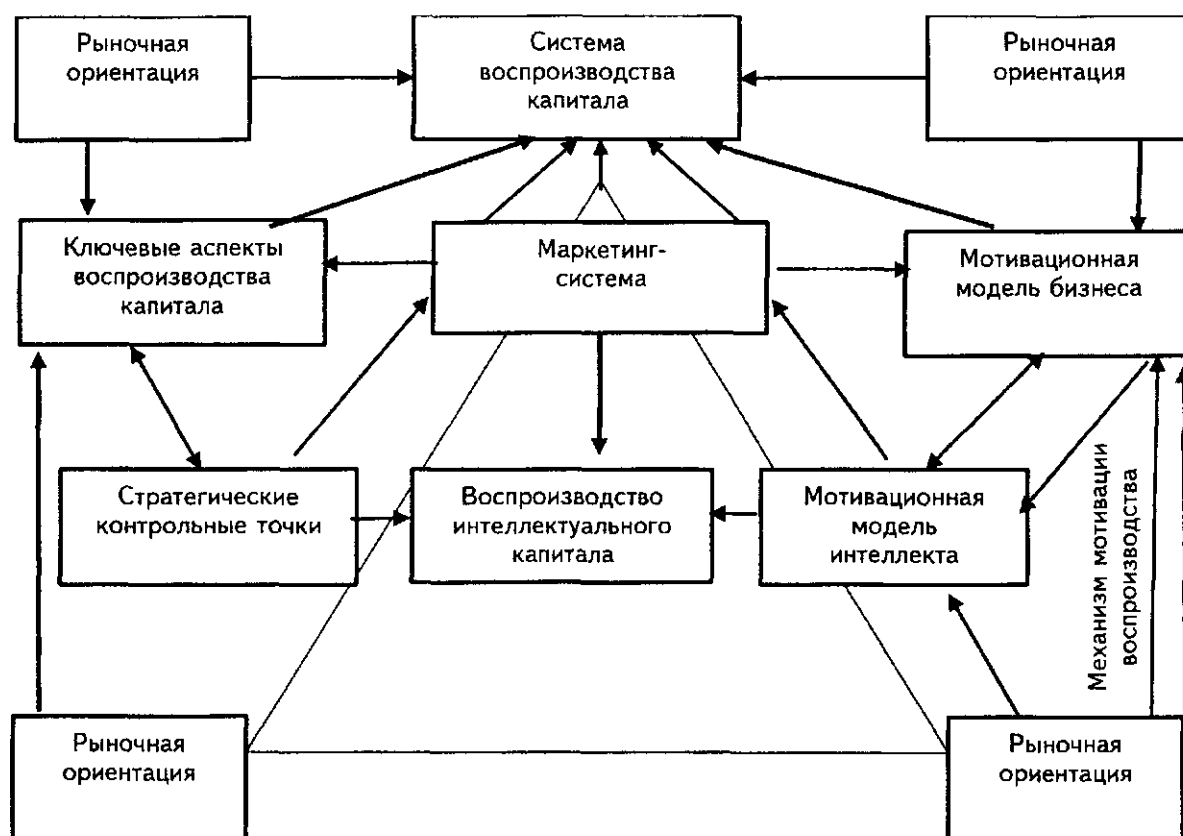 Рыночная
ориентация
Система
воспроизводства
капитала
Рыночная
ориентация
Ключевые аспекты
воспроизводства
капитала
Маркетинг-
система
Мотивационная
модель бизнеса
Стратегические
контрольные точки
Воспроизводство
интеллектуального
капитала
Мотивационная
модель
интеллекта
Механизм мотивации
воспроизводства
Рыночная
ориентация
Рыночная
ориентация